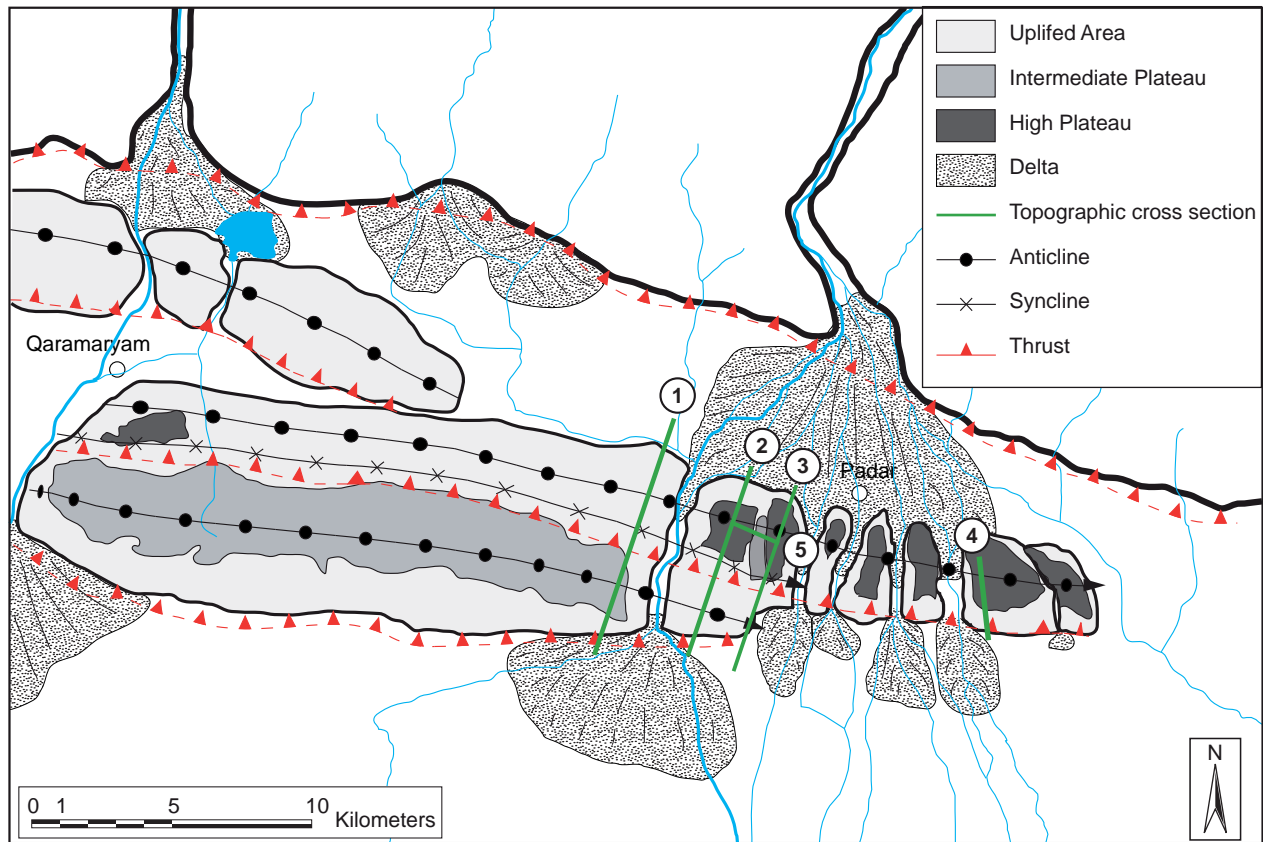 Uplifed Area
Intermediate Plateau
High Plateau
Delta
Topographic cross section
Anticline
Syncline
Thrust
Qaramaryam
1
2
3
Padar
4
5
N
0 1 5 10
Kilometers